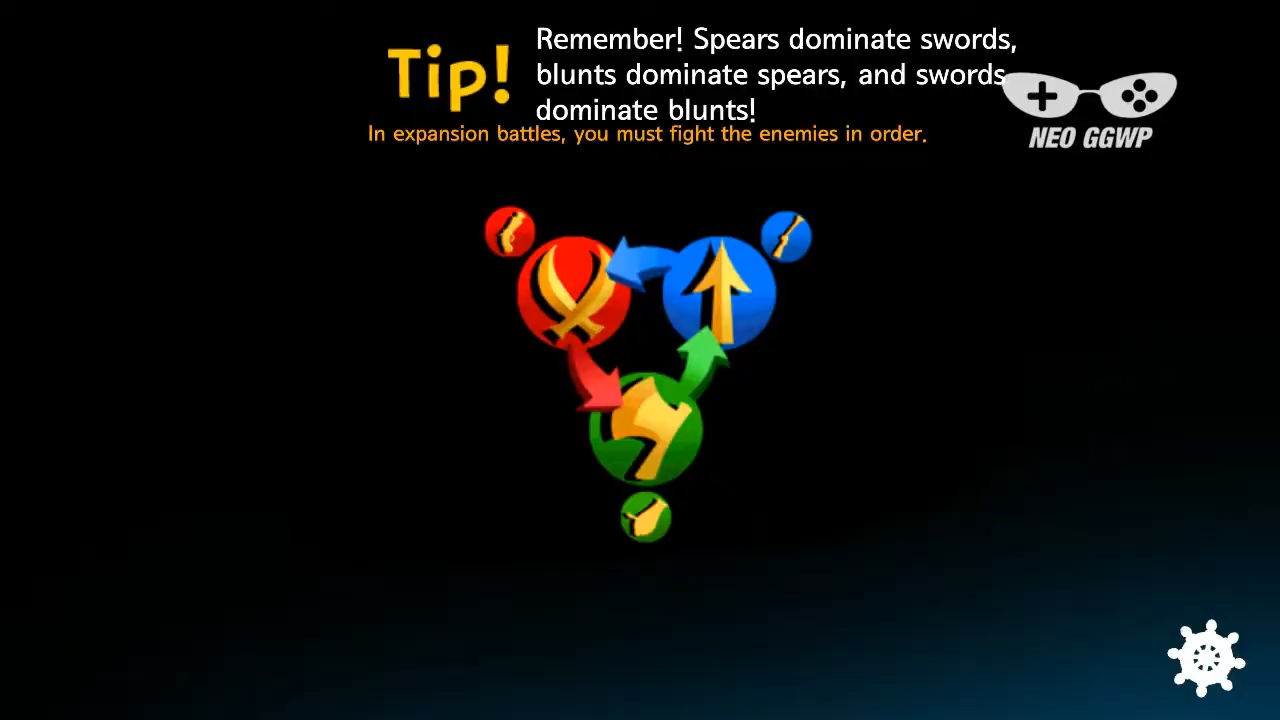 Tip!
Remember! Spears dominate swords,
blunts dominate spears, and swords
dominate blunts!
In expansion battles, you must fight the enemies in order.
NEO GGWP